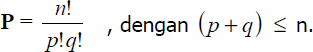 P = n! / p!q! , dengan (p + q) ≤ n.